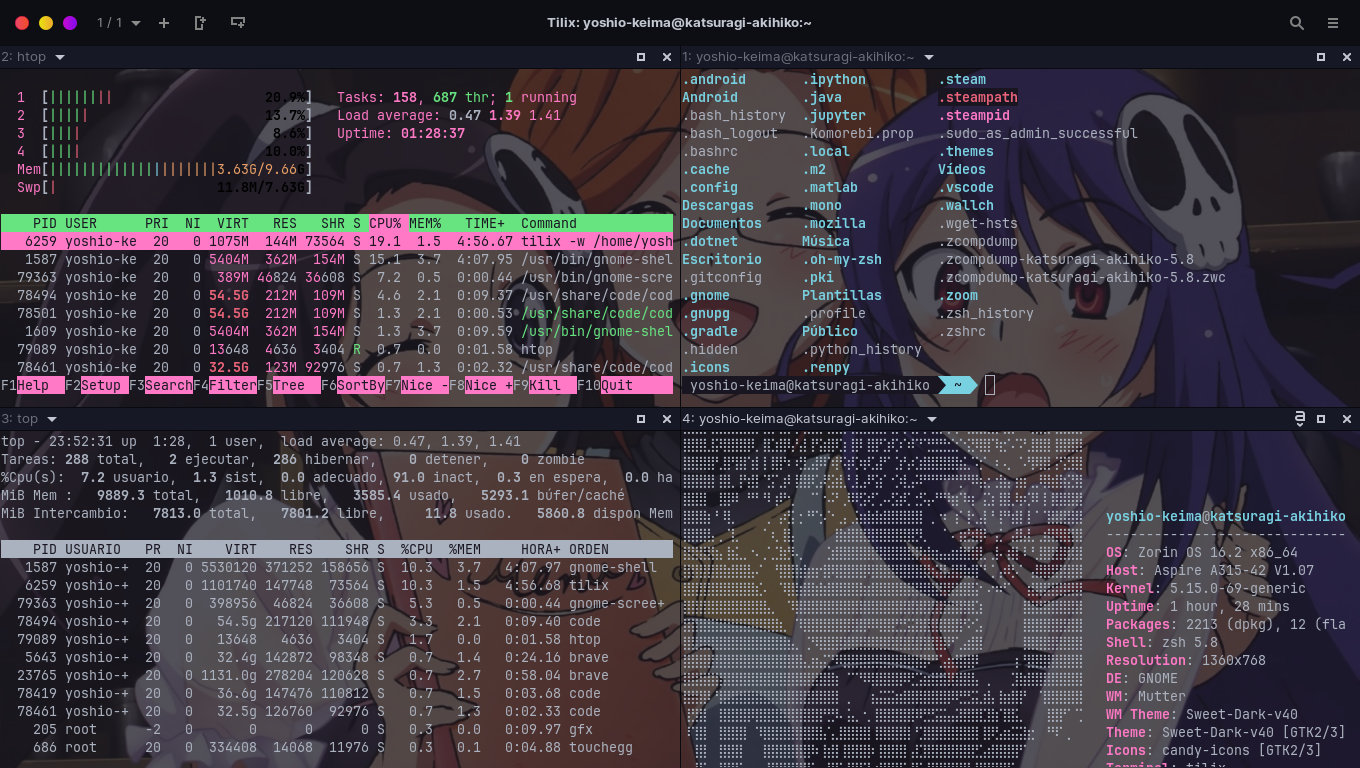 1 / 1
Tilix: yoshio-keima@katsuragi-akihiko:~
2: htop
1 [|||||||| 20.9%] Tasks: 158, 687 thr; 1 running
2 [||||| 13.7%] Load average: 0.47 1.39 1.41
3 [|||| 8.6%] Uptime: 01:28:37
4 [|||| 10.0%]
Mem[|||||||||||||||||||||3.63G/9.66G]
Swp[| 11.8M/7.63G]
PID USER PRI NI VIRT RES SHR S CPU% MEM% TIME+ Command
6259 yoshio-ke 20 0 1075M 144M 73564 S 19.1 1.5 4:56.67 tilix -w /home/yosh
1587 yoshio-ke 20 0 5404M 362M 154M S 15.1 3.7 4:07.95 /usr/bin/gnome-shel
79363 yoshio-ke 20 0 389M 46824 36608 S 7.2 0.5 0:00.44 /usr/bin/gnome-scre
78494 yoshio-ke 20 0 54.5G 212M 109M S 4.6 2.1 0:09.37 /usr/share/code/cod
78501 yoshio-ke 20 0 54.5G 212M 109M S 1.3 2.1 0:00.53 /usr/share/code/cod
1609 yoshio-ke 20 0 5404M 362M 154M S 1.3 3.7 0:09.59 /usr/bin/gnome-shel
79089 yoshio-ke 20 0 13648 4636 3404 R 0.7 0.0 0:01.58 htop
78461 yoshio-ke 20 0 32.5G 123M 92976 S 0.7 1.3 0:02.32 /usr/share/code/cod
F1Help F2Setup F3SearchF4FilterF5Tree F6SortByF7Nice -F8Nice +F9Kill F10Quit
1: yoshio-keima@katsuragi-akihiko:~
.android .ipython .steam
Android .java .steampath
.bash_history .jupyter .steampid
.bash_logout .Komorebi.prop .sudo_as_admin_successful
.bashrc .local .themes
.cache .m2 Vídeos
.config .matlab .vscode
Descargas .mono .wallch
Documentos .mozilla .wget-hsts
.dotnet Música .zcompdump
Escritorio .oh-my-zsh .zcompdump-katsuragi-akihiko-5.8
.gitconfig .pki .zcompdump-katsuragi-akihiko-5.8.zwc
.gnome Plantillas .zoom
.gnupg .profile .zsh_history
.gradle Público .zshrc
.hidden .python_history
.icons .renpy
yoshio-keima@katsuragi-akihiko ~
3: top
top - 23:52:31 up 1:28, 1 user, load average: 0.47, 1.39, 1.41
Tareas: 288 total, 2 ejecutar, 286 hibernar, 0 detener, 0 zombie
%Cpu(s): 7.2 usuario, 1.3 sist, 0.0 adecuado, 91.0 inact, 0.3 en espera, 0.0 ha
MiB Mem : 9889.3 total, 1010.8 libre, 3585.4 usado, 5293.1 búfer/caché
MiB Intercambio: 7813.0 total, 7801.2 libre, 11.8 usado. 5860.8 dispon Mem
PID USUARIO PR NI VIRT RES SHR S %CPU %MEM HORA+ ORDEN
1587 yoshio-+ 20 0 5530120 371252 158656 S 10.3 3.7 4:07.97 gnome-shell
6259 yoshio-+ 20 0 1101740 147748 73564 S 10.3 1.5 4:56.68 tilix
79363 yoshio-+ 20 0 398956 46824 36608 S 5.3 0.5 0:00.44 gnome-scree+
78494 yoshio-+ 20 0 54.5g 217120 111948 S 3.3 2.1 0:09.40 code
79089 yoshio-+ 20 0 13648 4636 3404 S 1.7 0.0 0:01.58 htop
5643 yoshio-+ 20 0 32.4g 142872 98348 S 0.7 1.4 0:24.16 brave
23765 yoshio-+ 20 0 1131.0g 278204 120628 S 0.7 2.7 0:58.04 brave
78419 yoshio-+ 20 0 36.6g 147476 110812 S 0.7 1.5 0:03.68 code
78461 yoshio-+ 20 0 32.5g 126760 92976 S 0.7 1.3 0:02.33 code
205 root -2 0 0 0 0 S 0.3 0.0 0:09.97 gfx
686 root 20 0 334408 14068 11976 S 0.3 0.1 0:04.88 touchegg
4: yoshio-keima@katsuragi-akihiko:~
yoshio-keima@katsuragi-akihiko
------------------------------
OS: Zorin OS 16.2 x86_64
Host: Aspire A315-42 V1.07
Kernel: 5.15.0-69-generic
Uptime: 1 hour, 28 mins
Packages: 2213 (dpkg), 12 (fla
Shell: zsh 5.8
Resolution: 1360x768
DE: GNOME
WM: Mutter
WM Theme: Sweet-Dark-v40
Theme: Sweet-Dark-v40 [GTK2/3]
Icons: candy-icons [GTK2/3]
Terminal: tilix